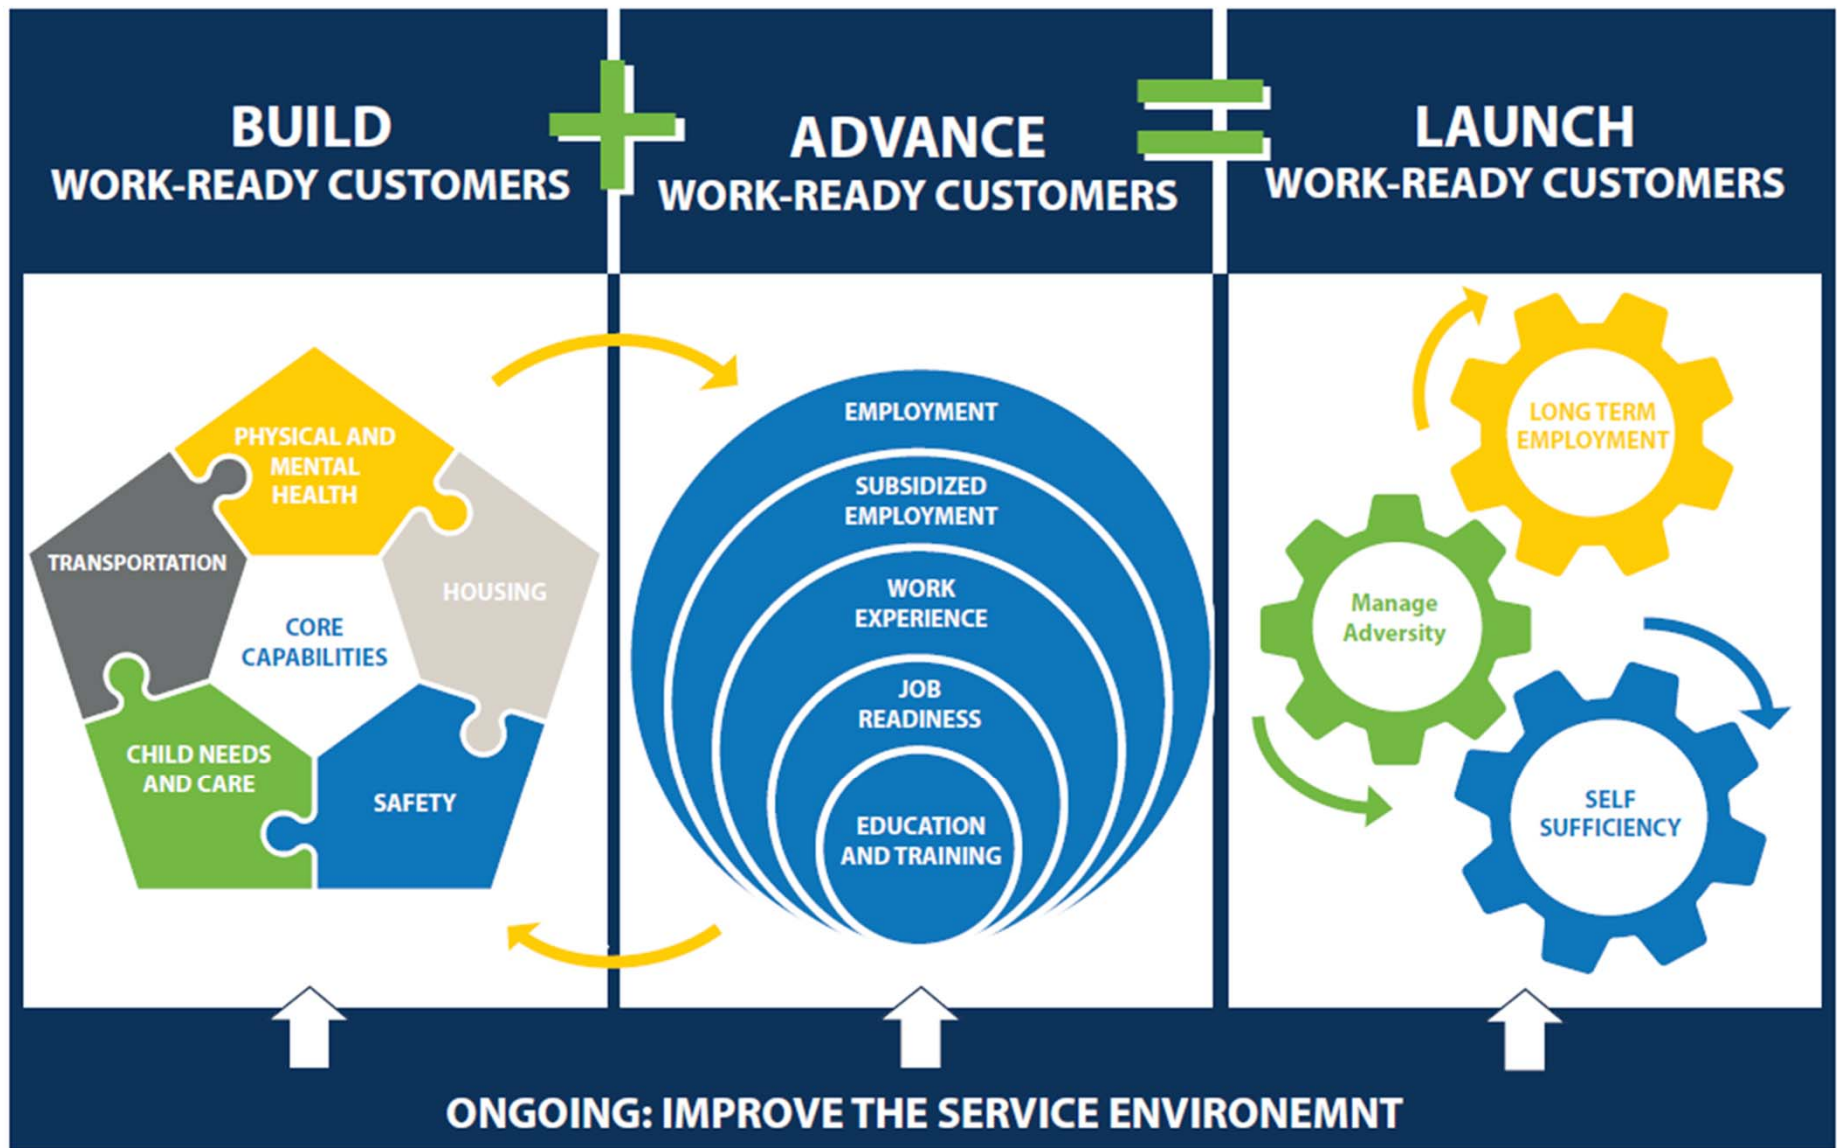 BUILD
WORK-READY CUSTOMERS
ADVANCE
WORK-READY CUSTOMERS
LAUNCH
WORK-READY CUSTOMERS
PHYSICAL AND
MENTAL
HEALTH
TRANSPORTATION
HOUSING
CORE
CAPABILITIES
CHILD NEEDS
AND CARE
SAFETY
EMPLOYMENT
SUBSIDIZED
EMPLOYMENT
WORK
EXPERIENCE
JOB
READINESS
EDUCATION
AND TRAINING
LONG TERM
EMPLOYMENT
Manage
Adversity
SELF
SUFFICIENCY
ONGOING: IMPROVE THE SERVICE ENVIRONEMNT